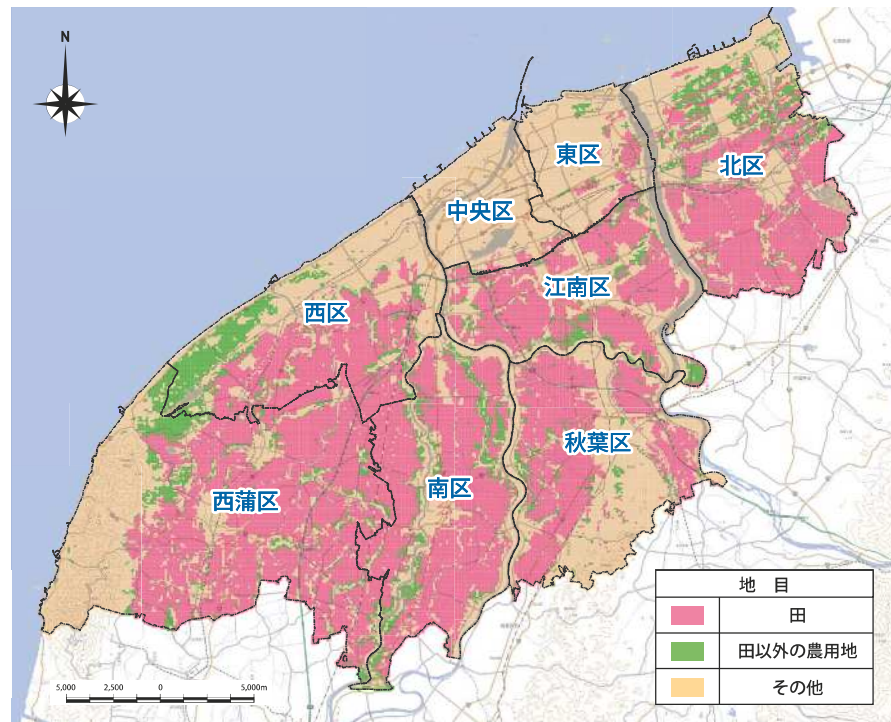 N
東区
北区
中央区
江南区
西区
秋葉区
西蒲区
南区
地 目
田
田以外の農用地
その他
5,000 2,500 0 5,000m